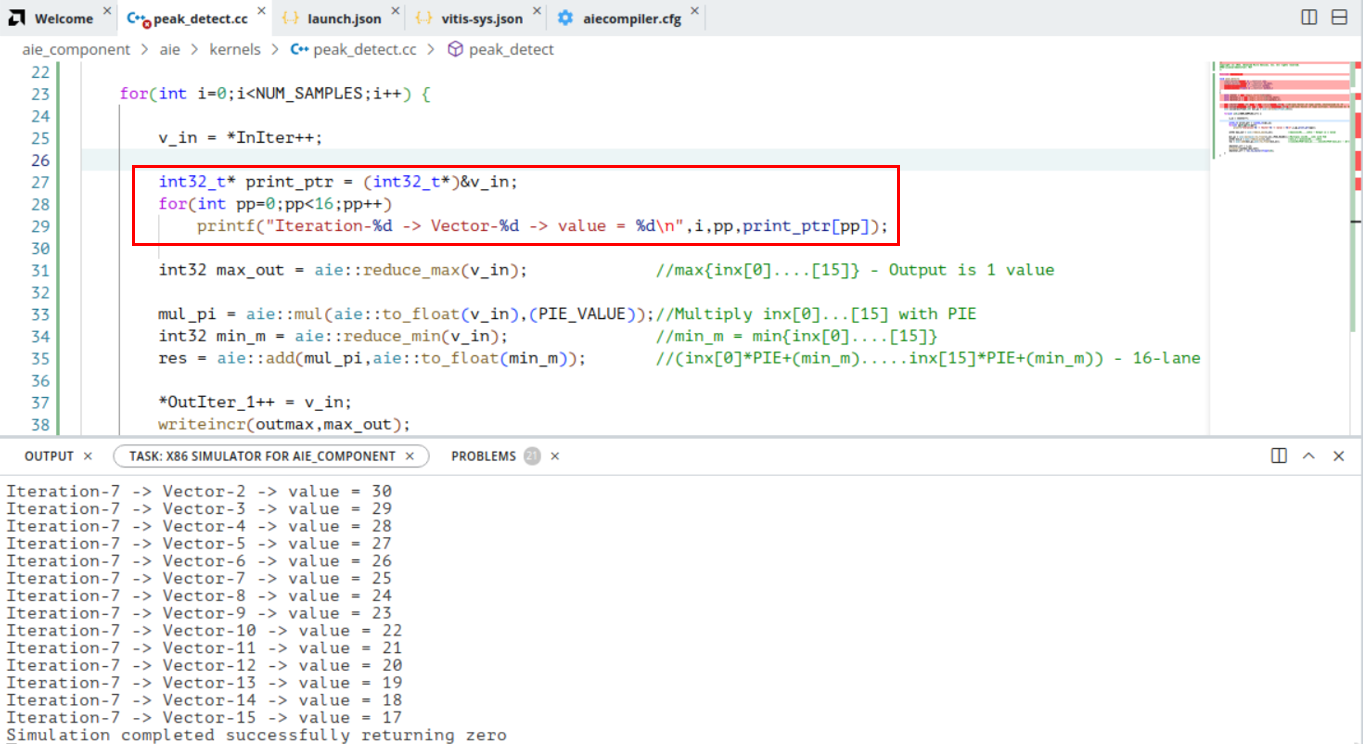 Welcome × C++ peak_detect.cc × {} launch.json × {} vitis-sys.json × aiecompiler.cfg ×
aie_component > aie > kernels > C++ peak_detect.cc > peak_detect
22
23 for(int i=0;i<NUM_SAMPLES;i++) {
24
25 v_in = *InIter++;
26
27 int32_t* print_ptr = (int32_t*)&v_in;
28 for(int pp=0;pp<16;pp++)
29 printf("Iteration-%d -> Vector-%d -> value = %d\n",i,pp,print_ptr[pp]);
30
31 int32 max_out = aie::reduce_max(v_in); //max{inx[0]....[15]} - Output is 1 value
32
33 mul_pi = aie::mul(aie::to_float(v_in),(PIE_VALUE));//Multiply inx[0]...[15] with PIE
34 int32 min_m = aie::reduce_min(v_in); //min_m = min{inx[0]....[15]}
35 res = aie::add(mul_pi,aie::to_float(min_m)); //(inx[0]*PIE+(min_m).....inx[15]*PIE+(min_m)) - 16-lane
36
37 *OutIter_1++ = v_in;
38 writeincr(outmax,max_out);
OUTPUT × TASK: X86 SIMULATOR FOR AIE_COMPONENT × PROBLEMS 21 ×
Iteration-7 -> Vector-2 -> value = 30
Iteration-7 -> Vector-3 -> value = 29
Iteration-7 -> Vector-4 -> value = 28
Iteration-7 -> Vector-5 -> value = 27
Iteration-7 -> Vector-6 -> value = 26
Iteration-7 -> Vector-7 -> value = 25
Iteration-7 -> Vector-8 -> value = 24
Iteration-7 -> Vector-9 -> value = 23
Iteration-7 -> Vector-10 -> value = 22
Iteration-7 -> Vector-11 -> value = 21
Iteration-7 -> Vector-12 -> value = 20
Iteration-7 -> Vector-13 -> value = 19
Iteration-7 -> Vector-14 -> value = 18
Iteration-7 -> Vector-15 -> value = 17
Simulation completed successfully returning zero